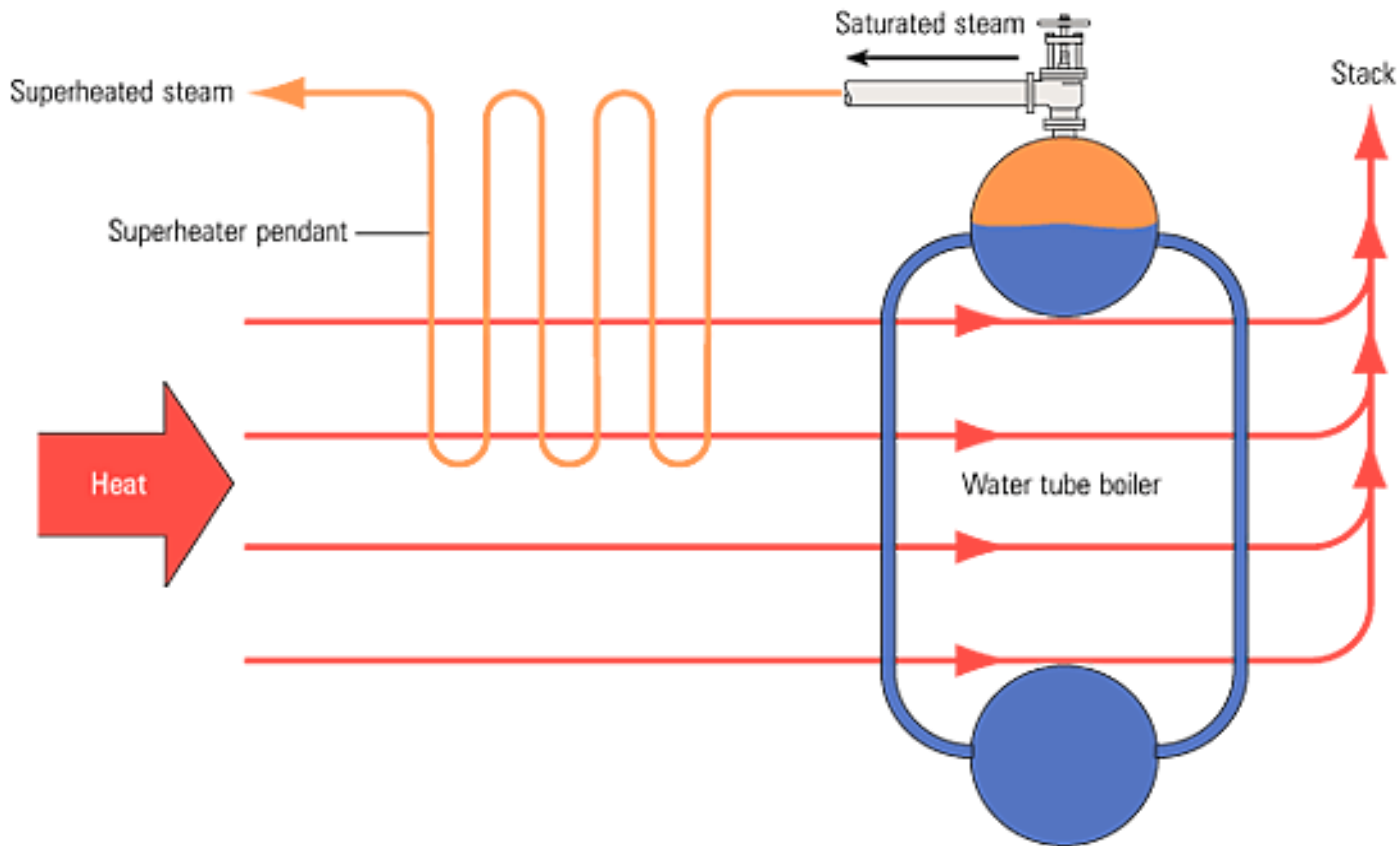 Saturated steam
Stack
Superheated steam
Superheater pendant
Heat
Water tube boiler